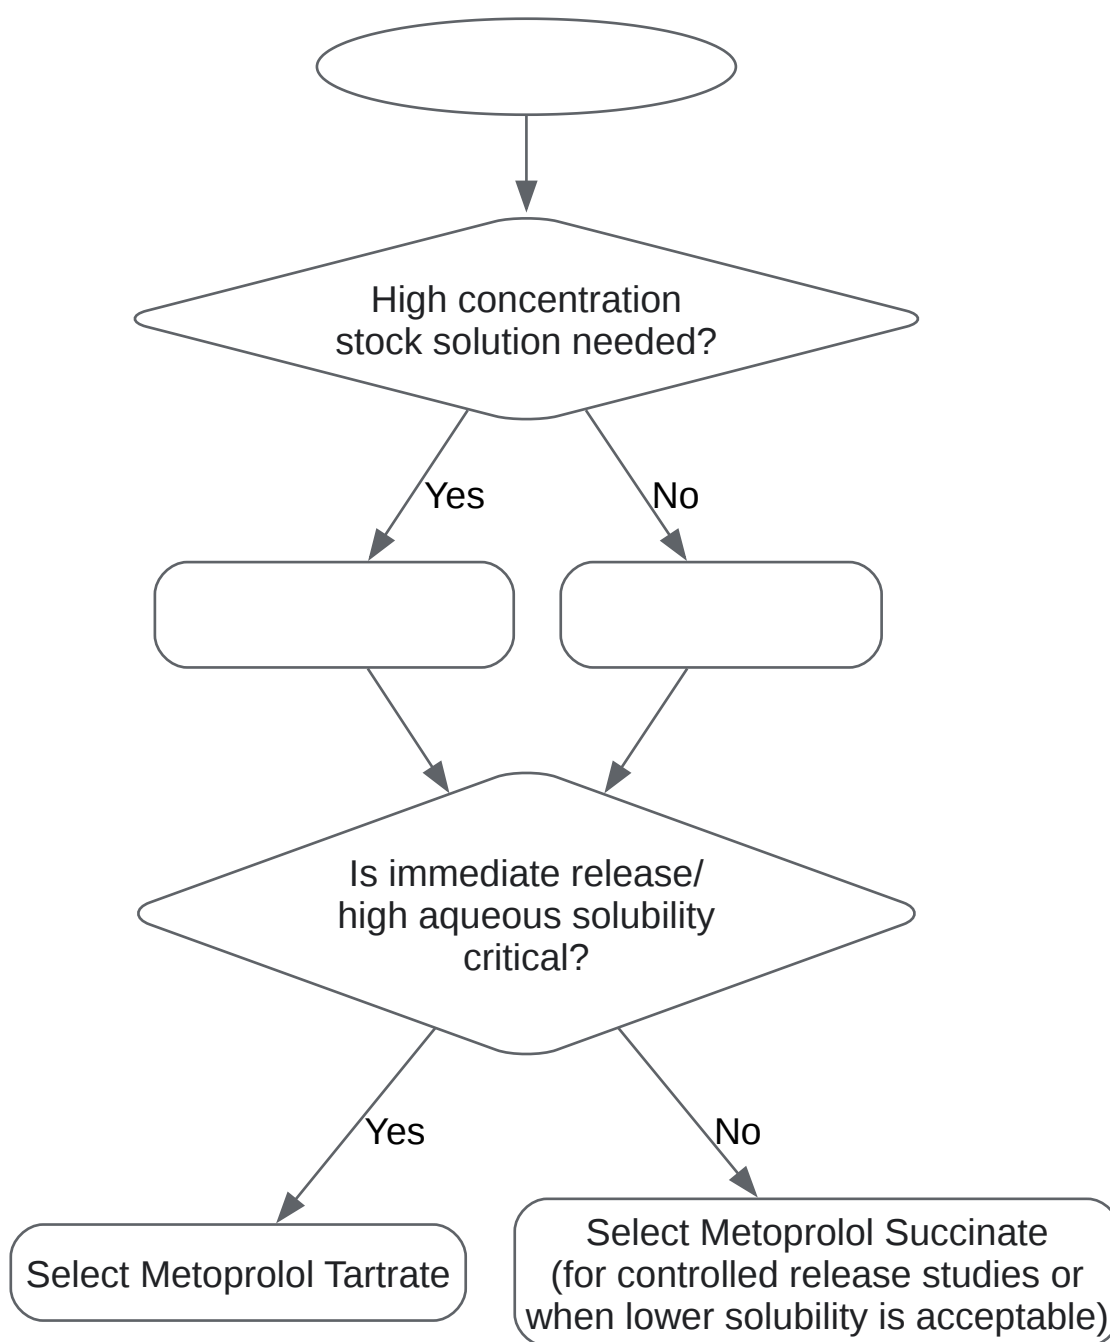 High concentration
stock solution needed?
Yes
No
Is immediate release/
high aqueous solubility
critical?
Yes
No
Select Metoprolol Tartrate
Select Metoprolol Succinate
(for controlled release studies or
when lower solubility is acceptable)